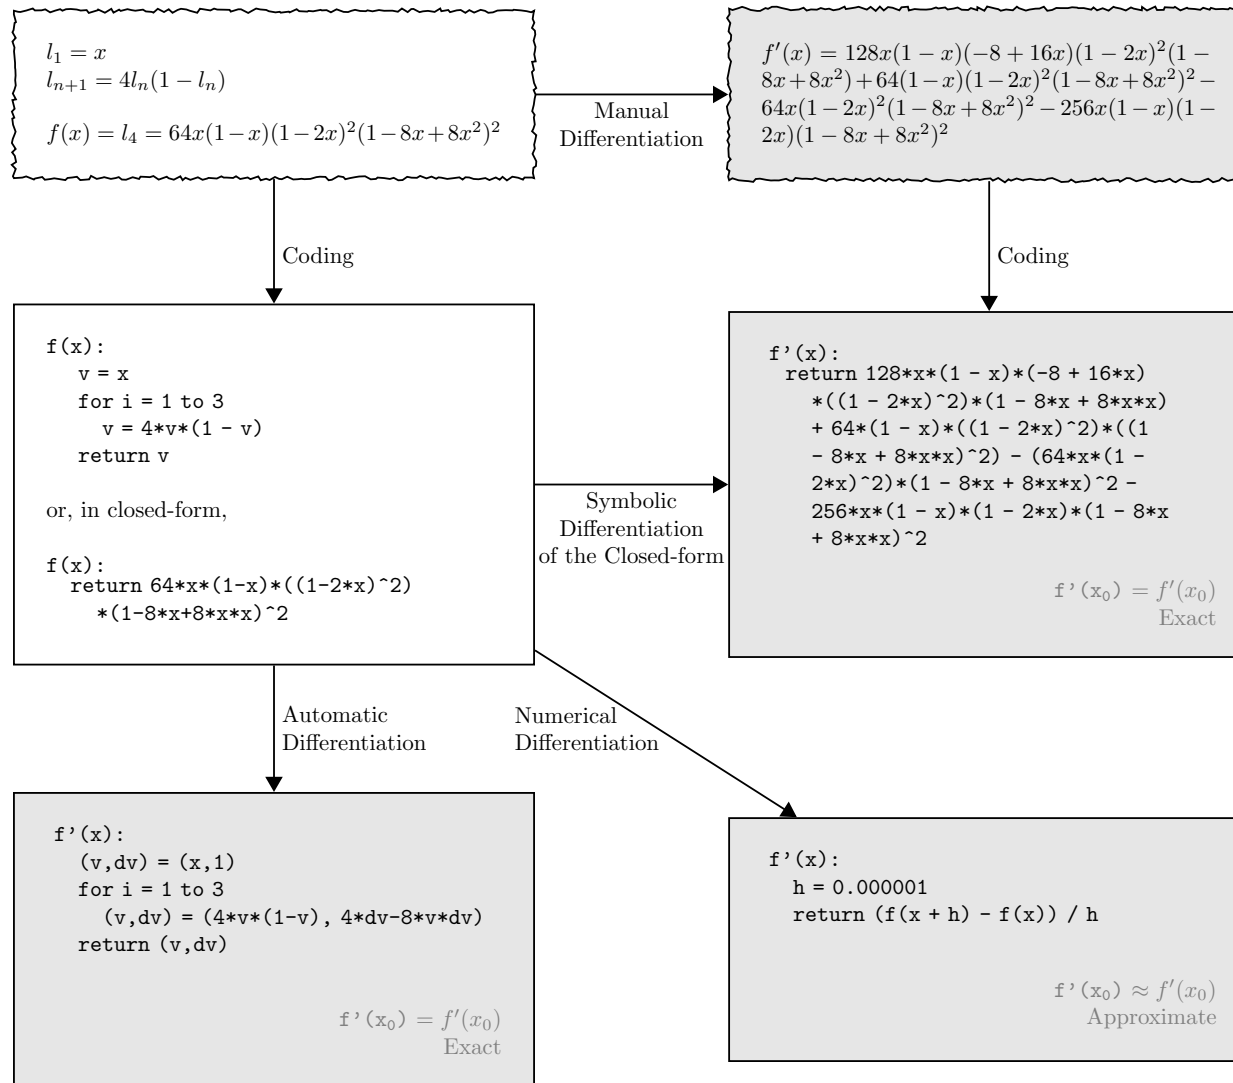 l₁ = x
lₙ₊₁ = 4lₙ(1 − lₙ)
f(x) = l₄ = 64x(1−x)(1−2x)²(1−8x+8x²)²
Manual
Differentiation
f′(x) = 128x(1 − x)(−8 + 16x)(1 − 2x)²(1 −
8x+8x²)+64(1−x)(1−2x)²(1−8x+8x²)²−
64x(1−2x)²(1−8x+8x²)²−256x(1−x)(1−
2x)(1 − 8x + 8x²)²
Coding
Coding
f(x):
v = x
for i = 1 to 3
v = 4*v*(1 - v)
return v
or, in closed-form,
f(x):
return 64*x*(1-x)*((1-2*x)^2)
*(1-8*x+8*x*x)^2
Symbolic
Differentiation
of the Closed-form
f'(x):
return 128*x*(1 - x)*(-8 + 16*x)
*((1 - 2*x)^2)*(1 - 8*x + 8*x*x)
+ 64*(1 - x)*((1 - 2*x)^2)*((1
- 8*x + 8*x*x)^2) - (64*x*(1 -
2*x)^2)*(1 - 8*x + 8*x*x)^2 -
256*x*(1 - x)*(1 - 2*x)*(1 - 8*x
+ 8*x*x)^2
f'(x₀) = f′(x₀)
Exact
Automatic
Differentiation
Numerical
Differentiation
f'(x):
(v,dv) = (x,1)
for i = 1 to 3
(v,dv) = (4*v*(1-v), 4*dv-8*v*dv)
return (v,dv)
f'(x₀) = f′(x₀)
Exact
f'(x):
h = 0.000001
return (f(x + h) - f(x)) / h
f'(x₀) ≈ f′(x₀)
Approximate